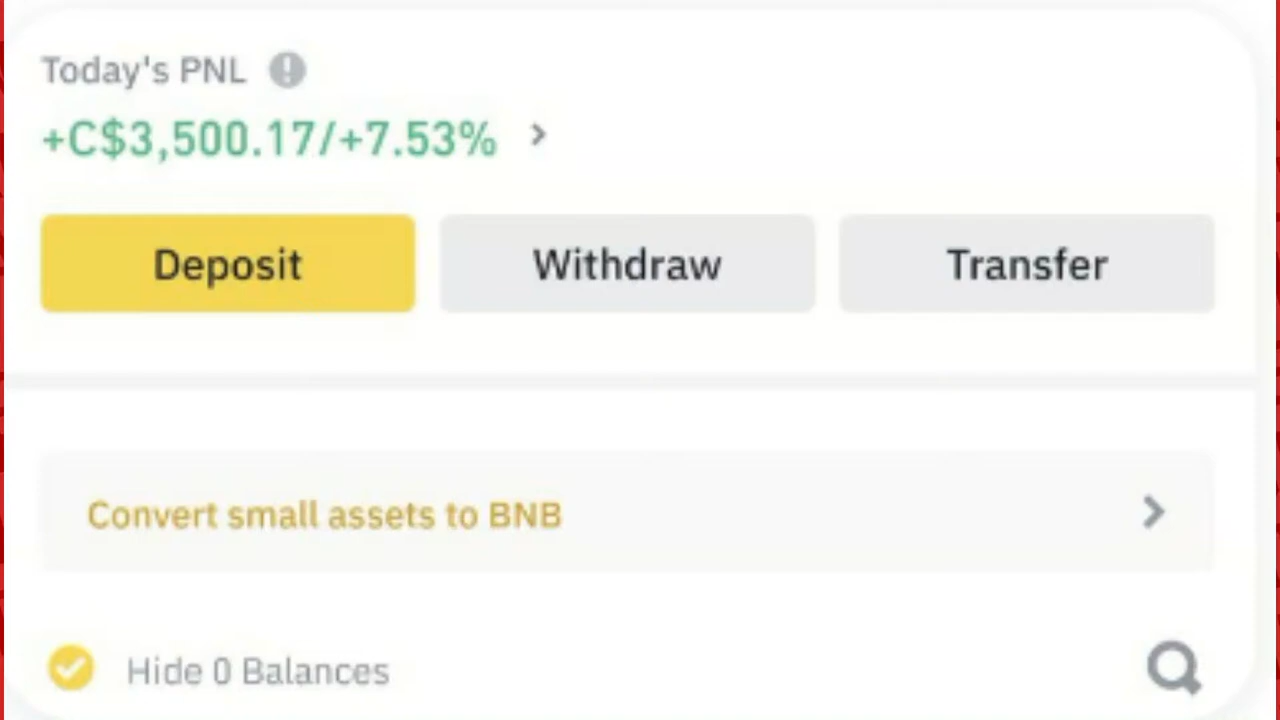 Today's PNL
+C$3,500.17/+7.53%
Deposit Withdraw Transfer
Convert small assets to BNB
Hide 0 Balances